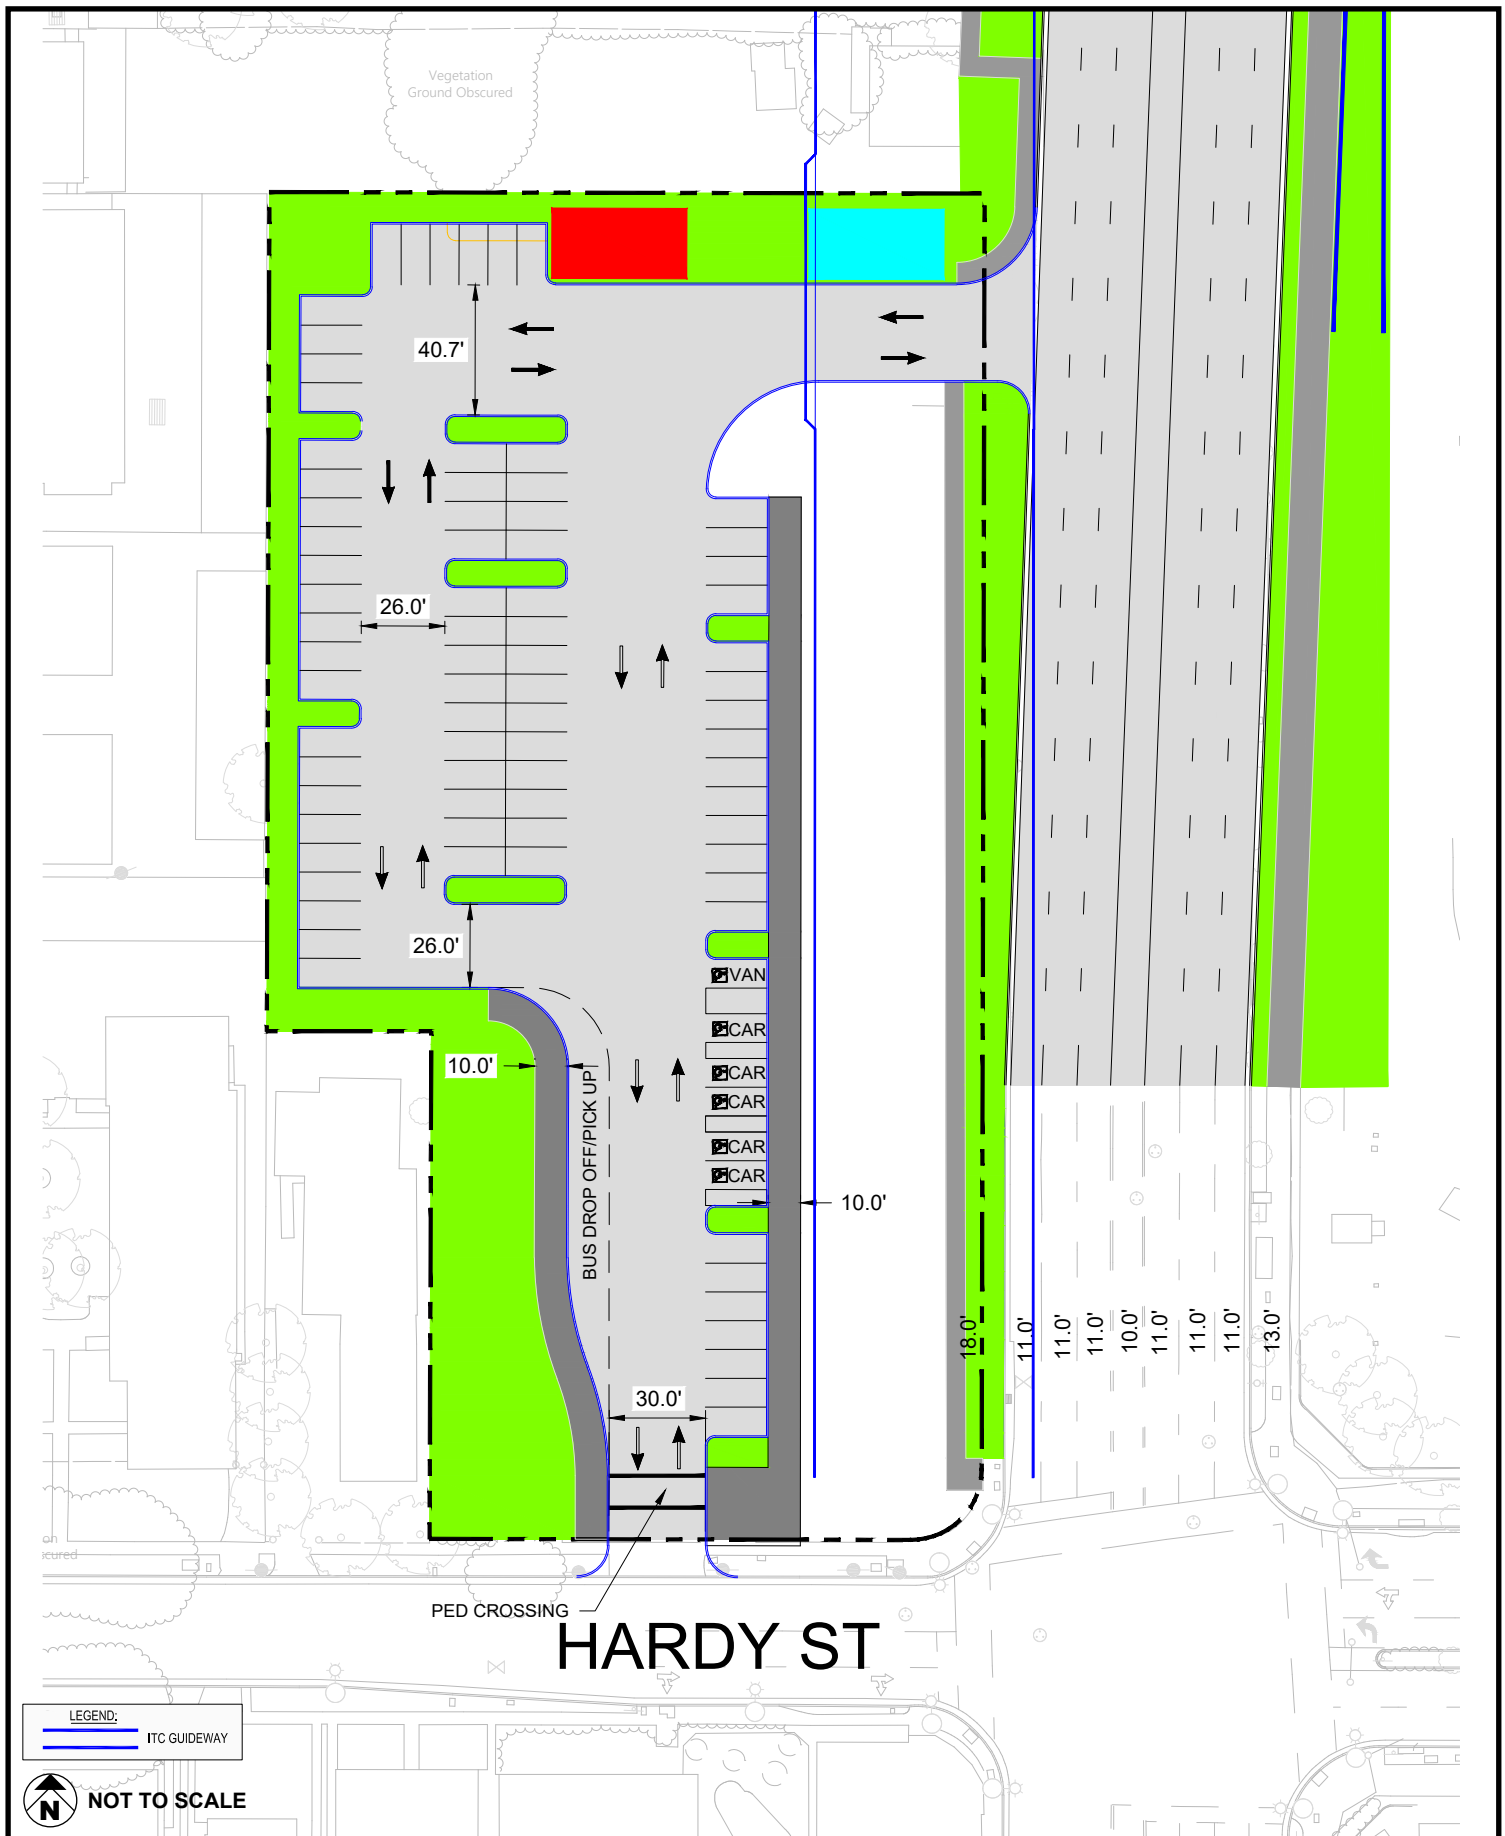 Vegetation
Ground Obscured
40.7'
26.0'
26.0'
VAN
CAR
CAR
CAR
CAR
CAR
10.0'
BUS DROP OFF/PICK UP
10.0'
18.0'
11.0'
11.0'
11.0'
10.0'
11.0'
11.0'
11.0'
13.0'
30.0'
PED CROSSING
HARDY ST
LEGEND:
ITC GUIDEWAY
N
NOT TO SCALE